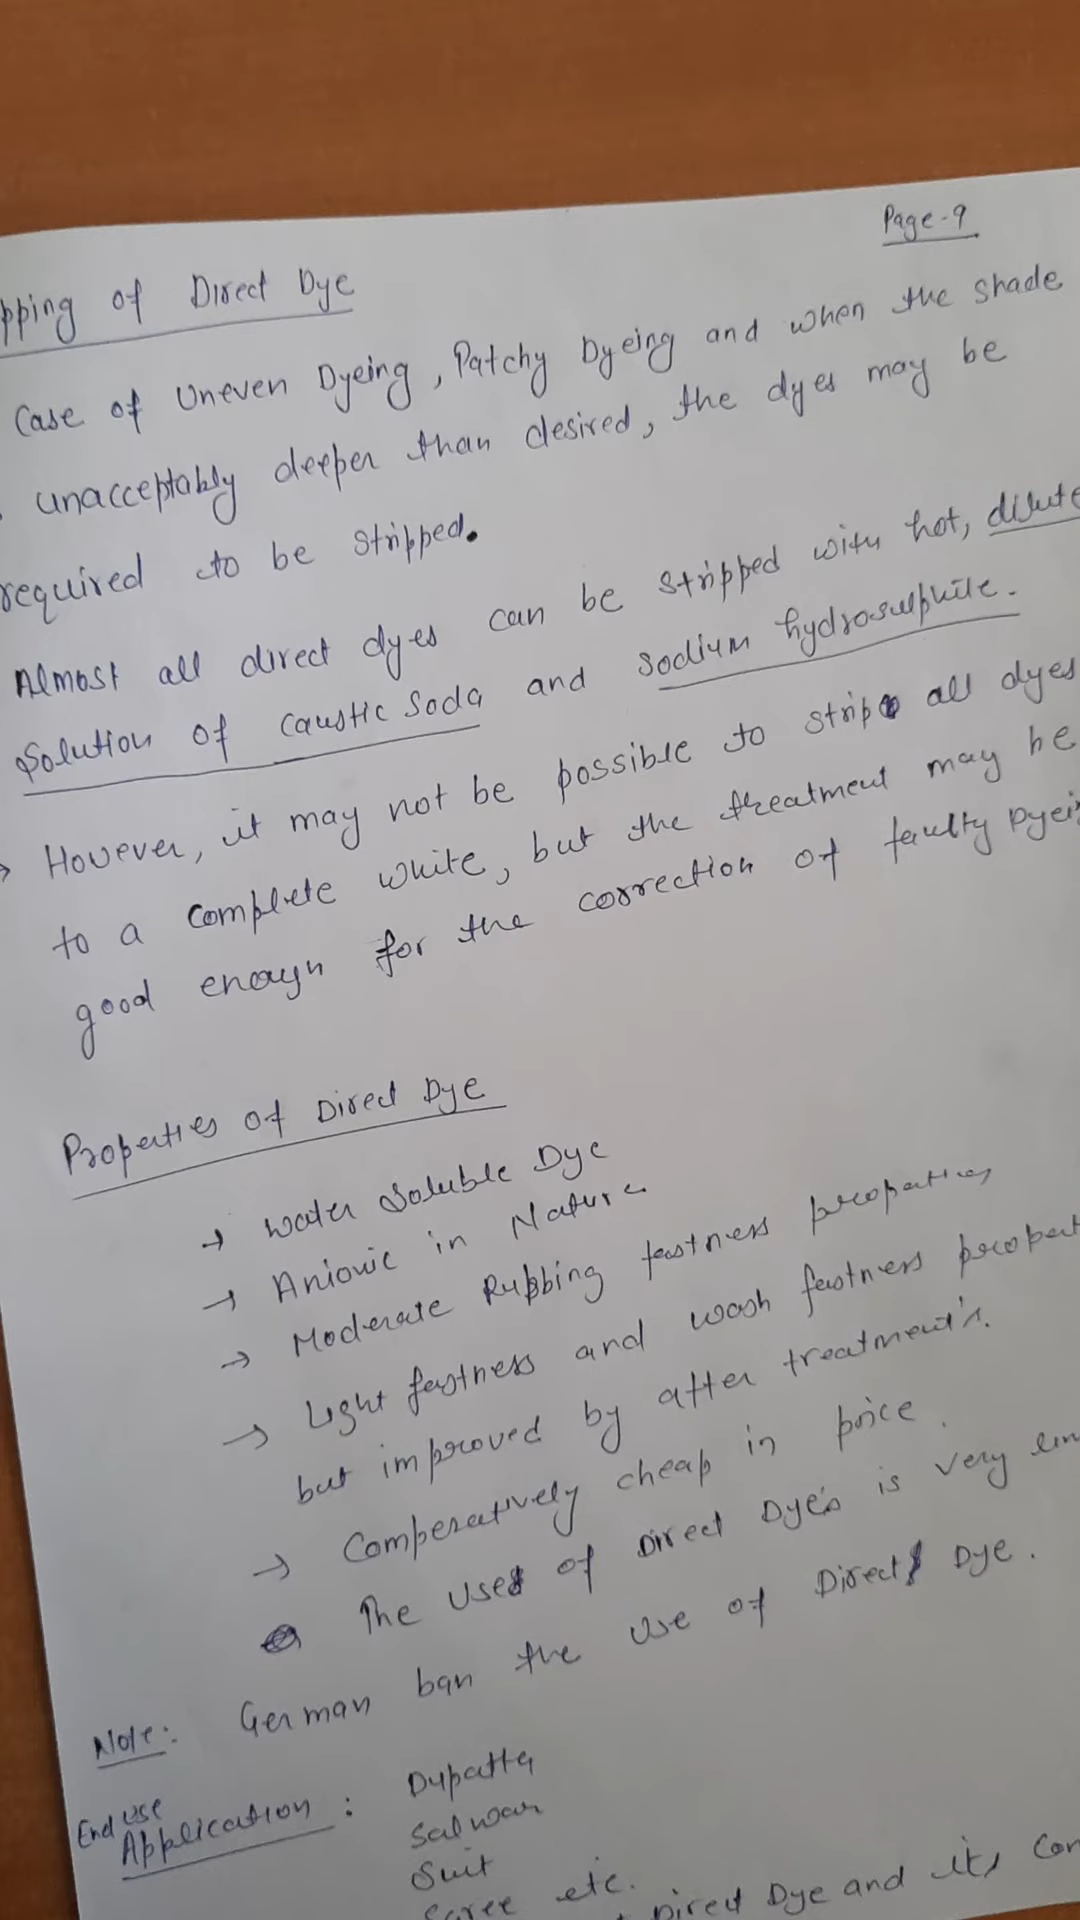 Page-9
pping of Direct Dye
Case of Uneven Dyeing, Patchy Dyeing and when the shade
unacceptably deeper than desired, the dyes may be
required to be stripped.
Almost all direct dyes can be stripped with hot, dilute
Solution of Caustic Soda and sodium hydrosulphite.
→ However, it may not be possible to strip all dyes
to a complete white, but the treatment may be
good enough for the correction of faulty Dyei
Properties of Direct Dye
→ Water Soluble Dye
→ Anionic in Nature
→ Moderate Rubbing fastness properties
→ Light fastness and wash fastness propert
but improved by after treatment's.
→ Comperatively cheap in price.
The Uses of Direct Dye's is very lim
Note: German ban the use of Direct Dye.
End Use
Application : Dupatta
Salwar
Suit
Saree etc.
Direct Dye and its Con